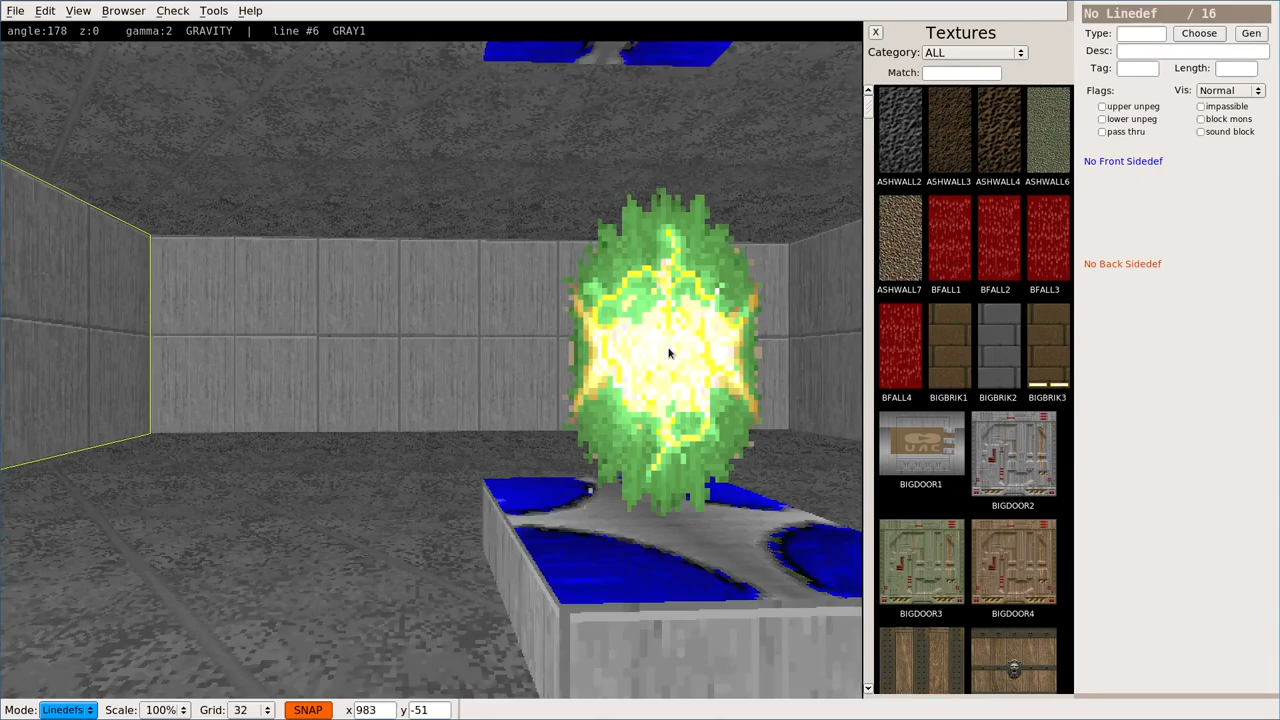 File Edit View Browser Check Tools Help
angle:178 z:0 gamma:2 GRAVITY | line #6 GRAY1
X Textures
Category: ALL
Match:
ASHWALL2 ASHWALL3 ASHWALL4 ASHWALL6
ASHWALL7 BFALL1 BFALL2 BFALL3
BFALL4 BIGBRIK1 BIGBRIK2 BIGBRIK3
UAC
BIGDOOR1
BIGDOOR2
BIGDOOR3 BIGDOOR4
No Linedef / 16
Type: Choose Gen
Desc:
Tag: Length:
Flags: Vis: Normal
upper unpeg impassible
lower unpeg block mons
pass thru sound block
No Front Sidedef
No Back Sidedef
Mode: Linedefs Scale: 100% Grid: 32 SNAP x 983 y -51